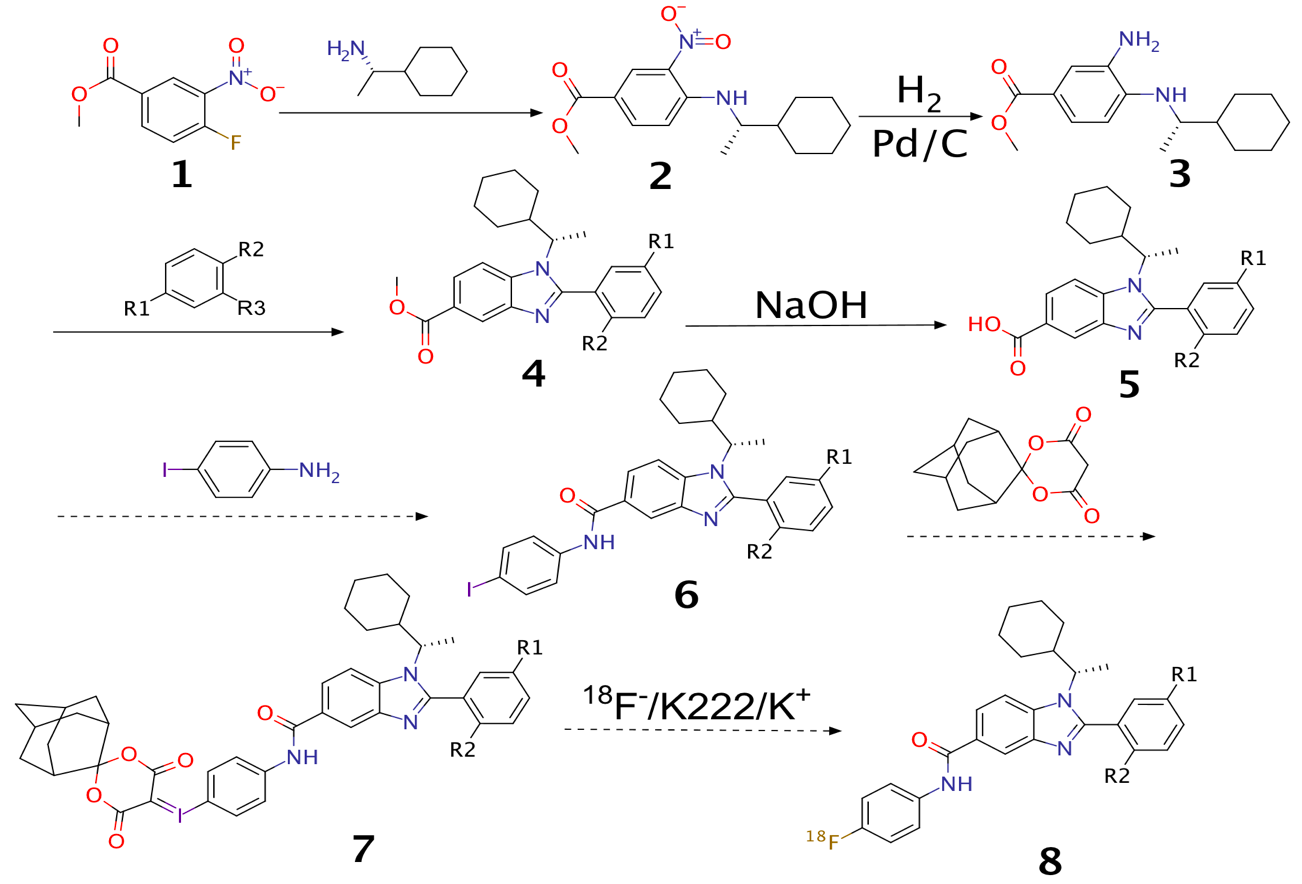 O
O
N+
O
O-
F
1
H2N
O
O
O-
N+
O
NH
2
H2
Pd/C
O
O
NH2
NH
3
R2
R1
R3
O
O
N
N
R1
R2
4
NaOH
HO
O
N
N
R1
R2
5
I
NH2
O
NH
I
N
N
R1
R2
6
O
O
O
O
O
O
O
O
I
O
NH
N
N
R1
R2
7
18F-/K222/K+
O
NH
18F
N
N
R1
R2
8